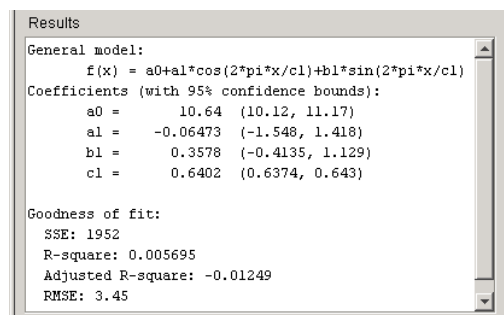 Results
General model:
f(x) = a0+a1*cos(2*pi*x/c1)+b1*sin(2*pi*x/c1)
Coefficients (with 95% confidence bounds):
a0 = 10.64 (10.12, 11.17)
a1 = -0.06473 (-1.548, 1.418)
b1 = 0.3578 (-0.4135, 1.129)
c1 = 0.6402 (0.6374, 0.643)
Goodness of fit:
SSE: 1952
R-square: 0.005695
Adjusted R-square: -0.01249
RMSE: 3.45